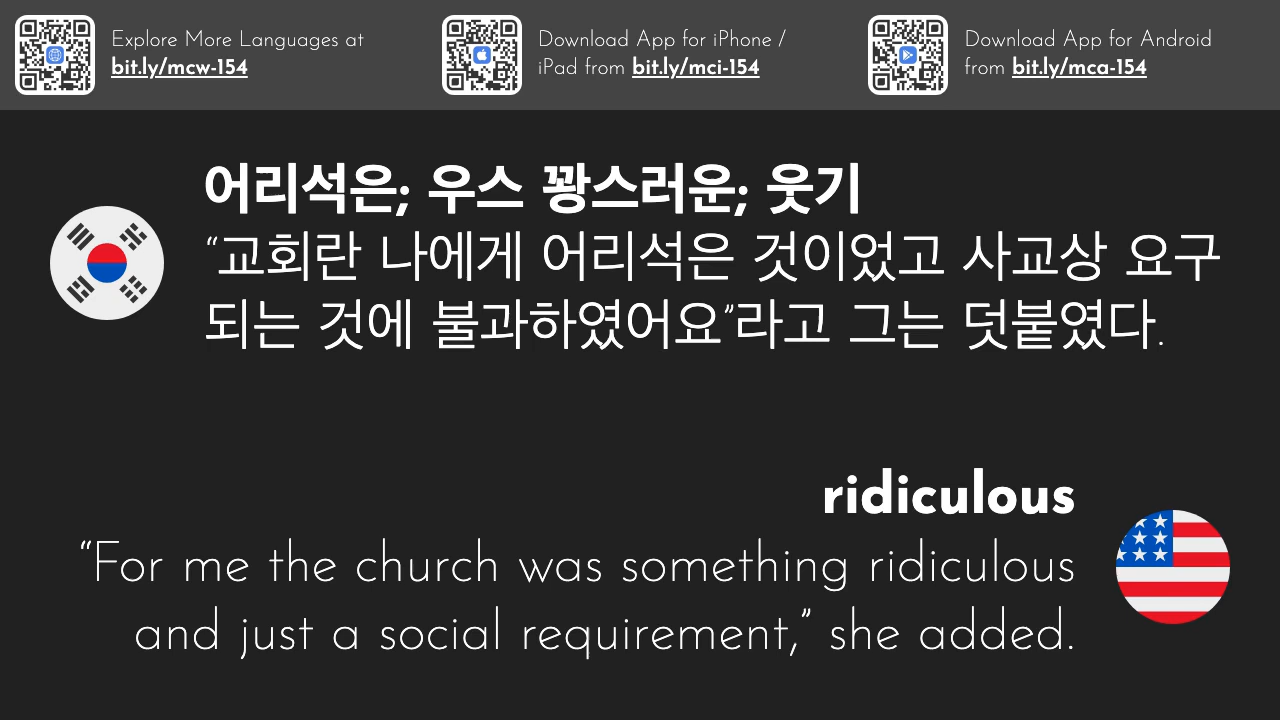 Explore More Languages at
bit.ly/mcw-154
Download App for iPhone /
iPad from bit.ly/mci-154
Download App for Android
from bit.ly/mca-154
어리석은; 우스 꽝스러운; 웃기
“교회란 나에게 어리석은 것이었고 사교상 요구
되는 것에 불과하였어요”라고 그는 덧붙였다.
ridiculous
“For me the church was something ridiculous
and just a social requirement,” she added.